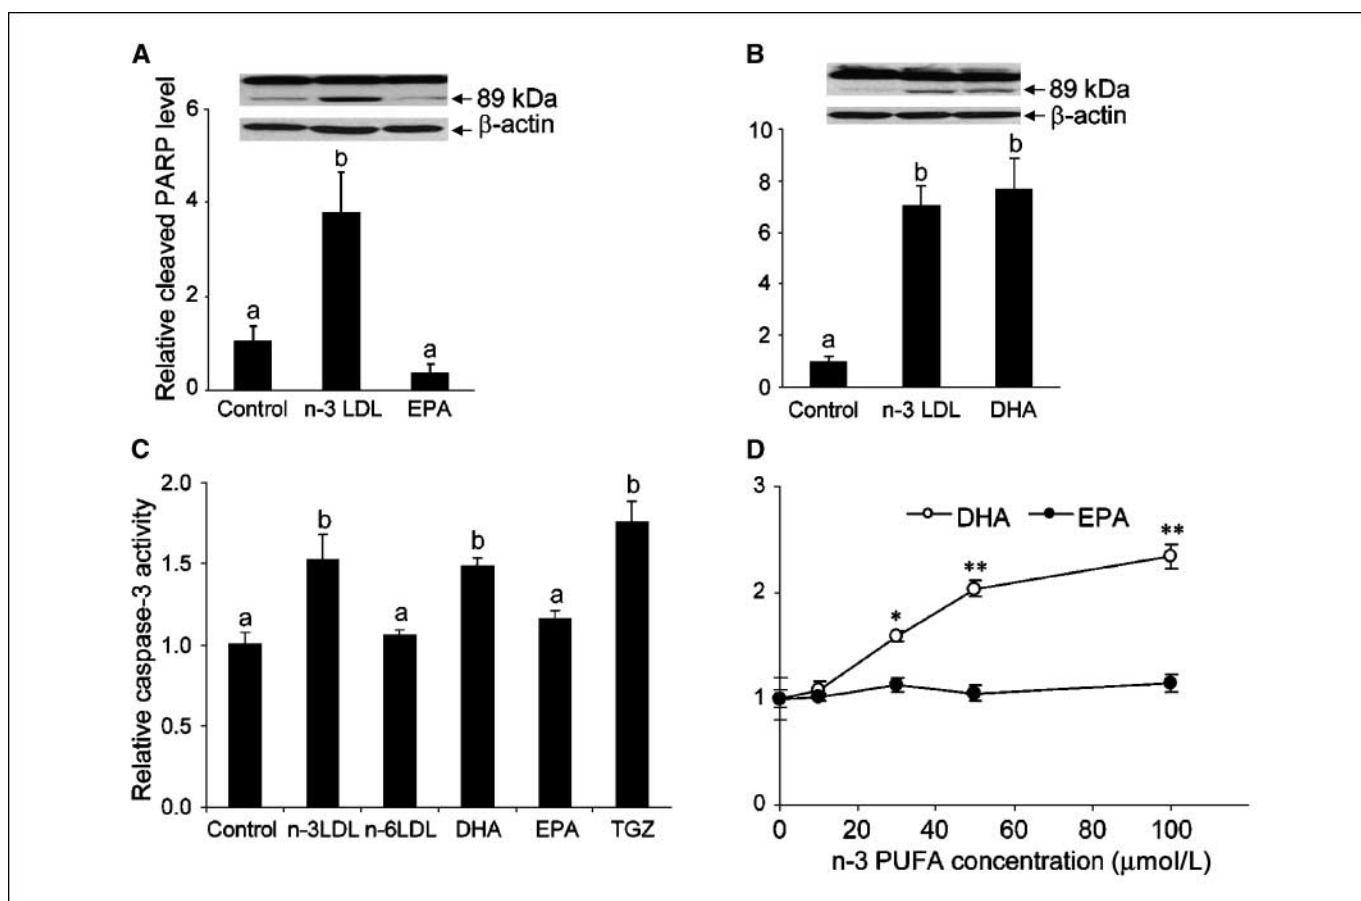 A
89 kDa
β-actin
Relative cleaved PARP level
6
4
2
0
a
b
a
Control n-3 LDL EPA
B
89 kDa
β-actin
10
8
6
4
2
0
a
b
b
Control n-3 LDL DHA
C
Relative caspase-3 activity
2.0
1.5
1.0
0.5
0.0
a
b
a
b
a
b
Control n-3LDL n-6LDL DHA EPA TGZ
D
3
2
1
0
DHA EPA
*
**
**
0 20 40 60 80 100
n-3 PUFA concentration (μmol/L)